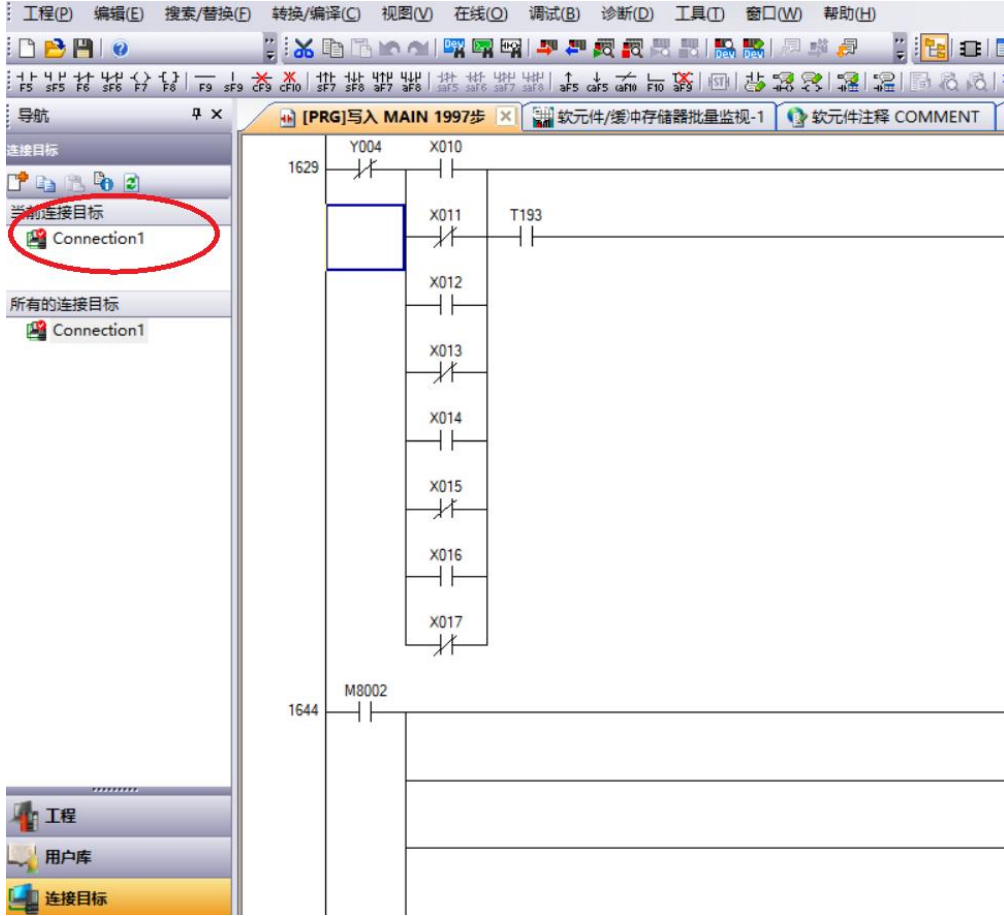 工程(P) 编辑(E) 搜索/替换(F) 转换/编译(C) 视图(V) 在线(O) 调试(B) 诊断(D) 工具(T) 窗口(W) 帮助(H)
F5 sF5 F6 sF6 F7 F8 F9 sF9 cF9 cF10 sF7 sF8 aF7 aF8 saF5 saF6 saF7 saF8 aF5 caF5 caF10 F10 aF9
导航
[PRG]写入 MAIN 1997步 软元件/缓冲存储器批量监视-1 软元件注释 COMMENT
连接目标
当前连接目标
Connection1
所有的连接目标
Connection1
工程
用户库
连接目标
Y004 X010
1629
X011 T193
X012
X013
X014
X015
X016
X017
M8002
1644